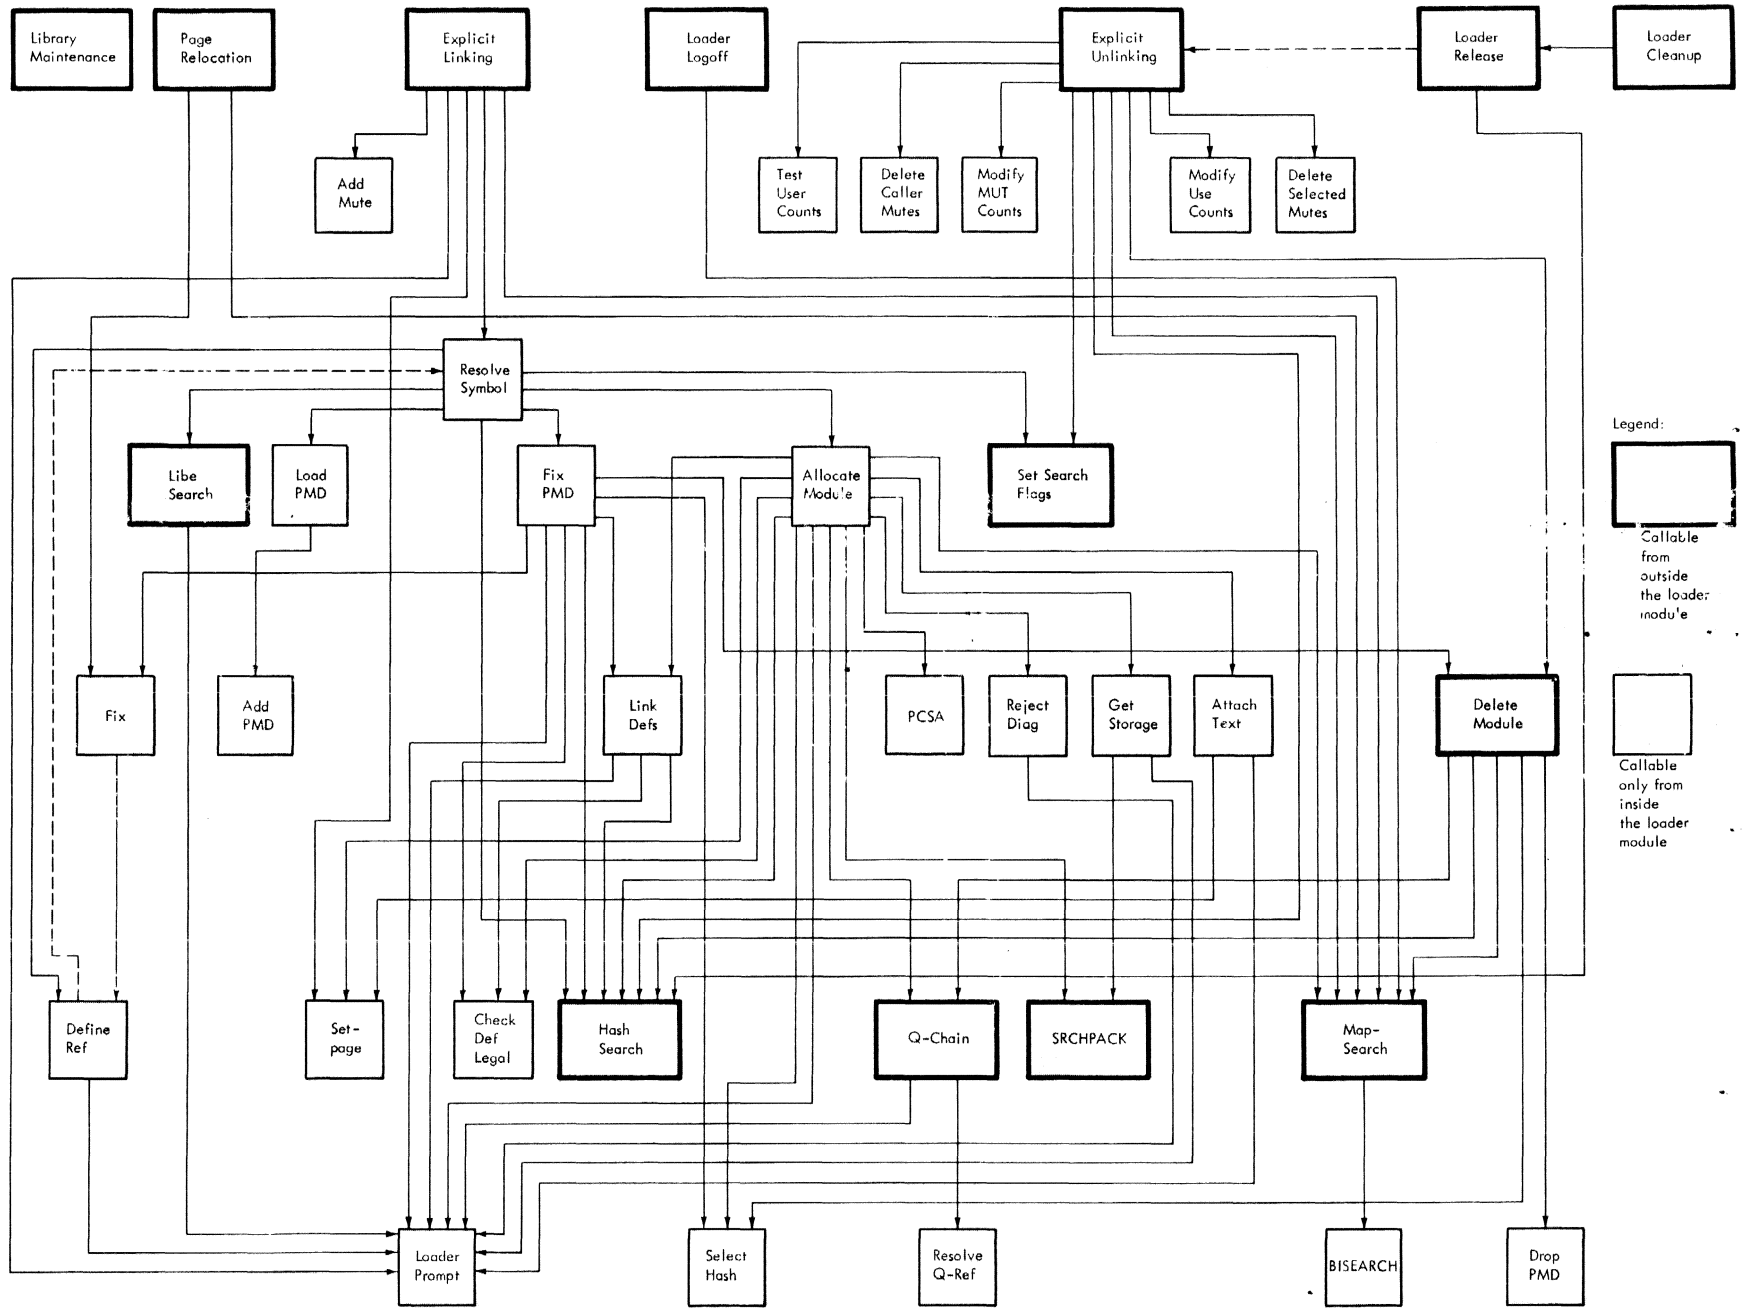 Library
Maintenance
Page
Relocation
Explicit
Linking
Loader
Logoff
Explicit
Unlinking
Loader
Release
Loader
Cleanup
Add
Mute
Test
User
Counts
Delete
Caller
Mutes
Modify
MUT
Counts
Modify
Use
Counts
Delete
Selected
Mutes
Resolve
Symbol
Legend:
Libe
Search
Load
PMD
Fix
PMD
Allocate
Module
Set Search
Flags
Callable
from
outside
the loader
module
Fix
Add
PMD
Link
Defs
PCSA
Reject
Diag
Get
Storage
Attach
Text
Delete
Module
Callable
only from
inside
the loader
module
Define
Ref
Set-
page
Check
Def
Legal
Hash
Search
Q-Chain
SRCHPACK
Map-
Search
Loader
Prompt
Select
Hash
Resolve
Q-Ref
BISEARCH
Drop
PMD